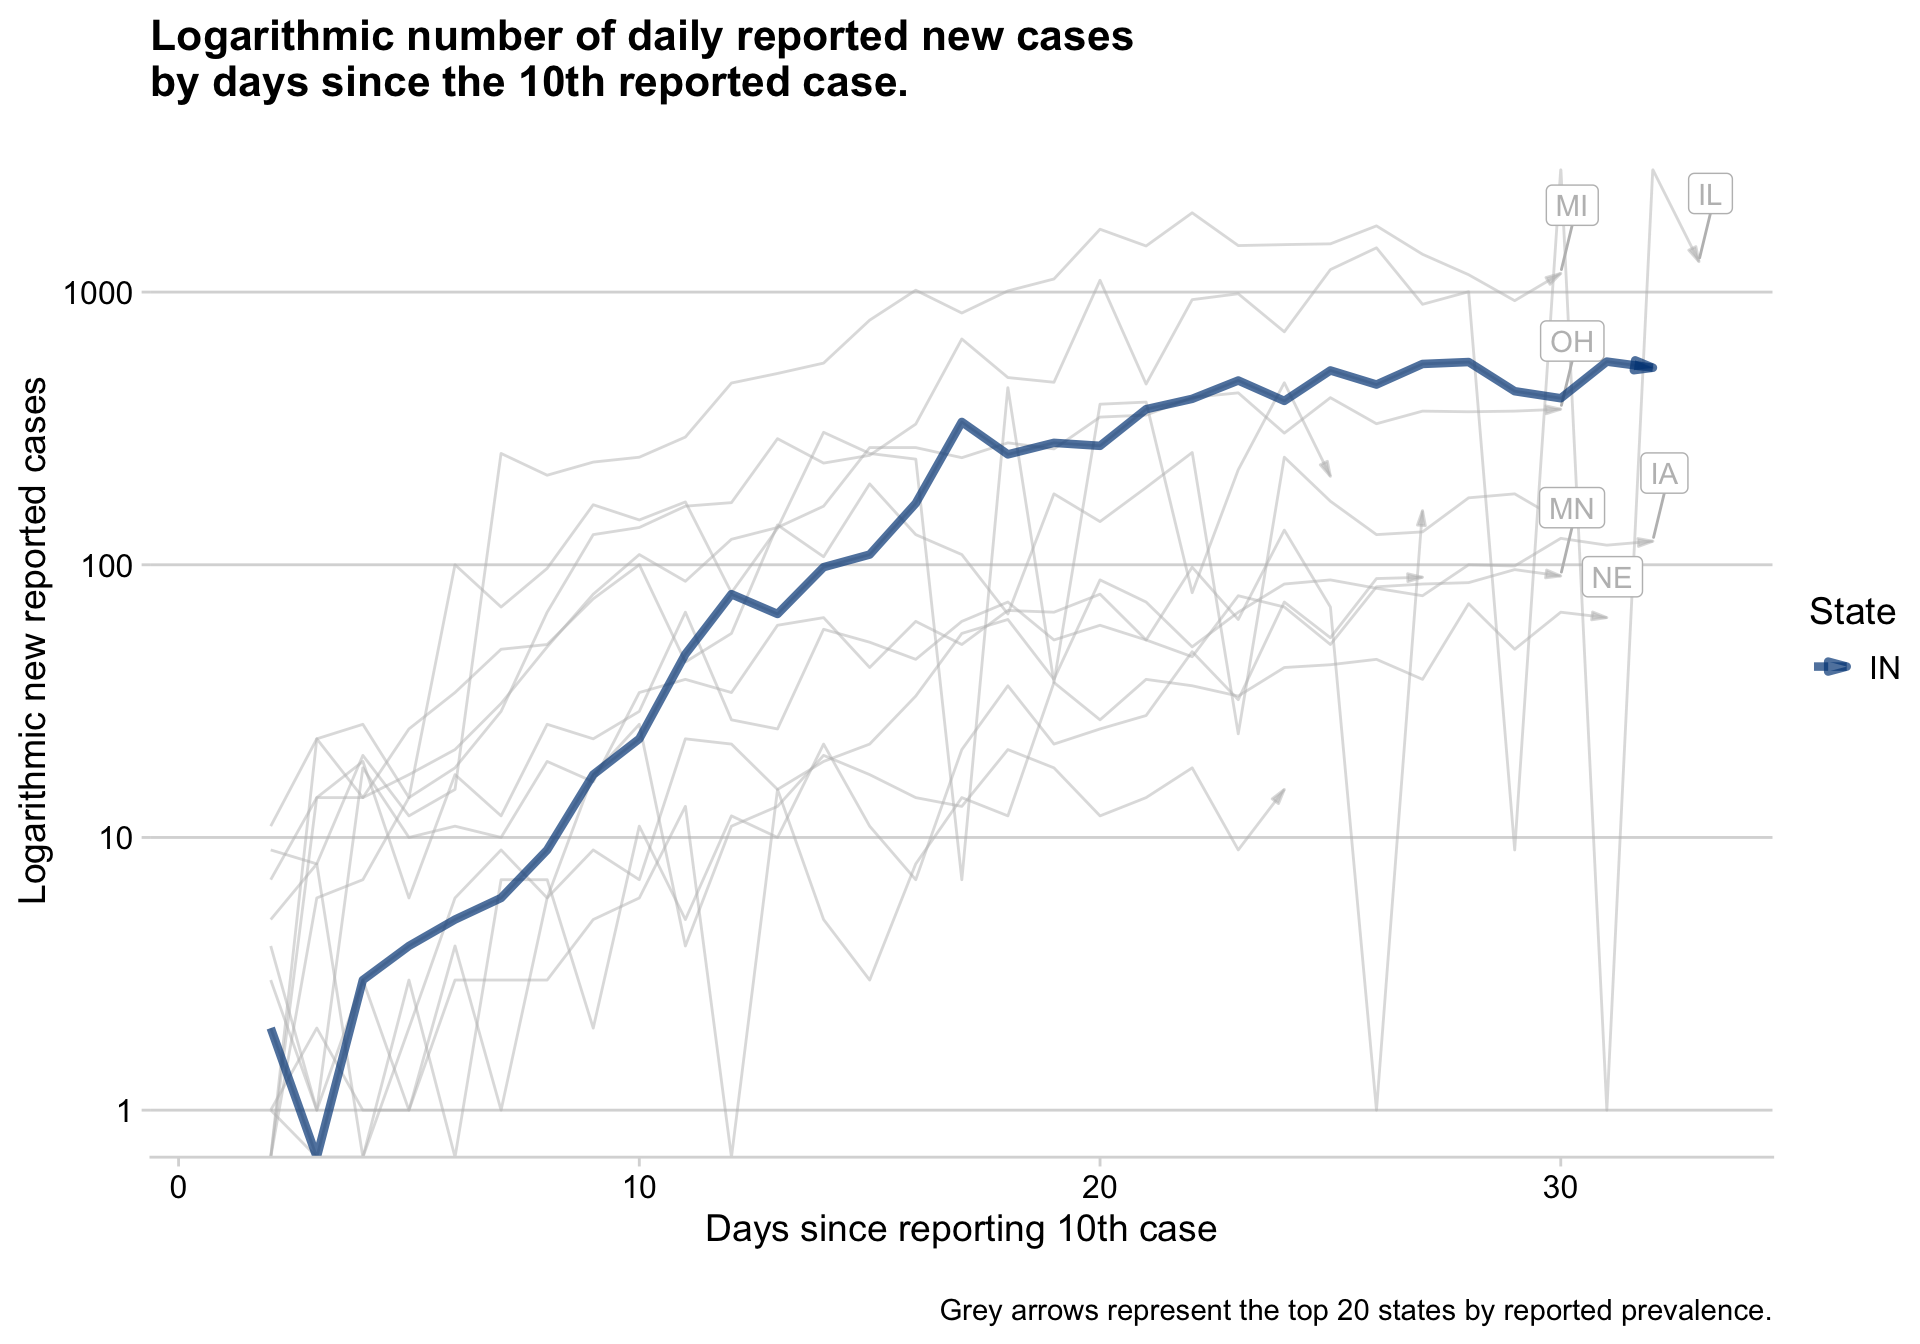 Logarithmic number of daily reported new cases
by days since the 10th reported case.
MI
IL
1000
OH
IA
MN
100
NE
State
IN
10
1
Logarithmic new reported cases
0
10
20
30
Days since reporting 10th case
Grey arrows represent the top 20 states by reported prevalence.